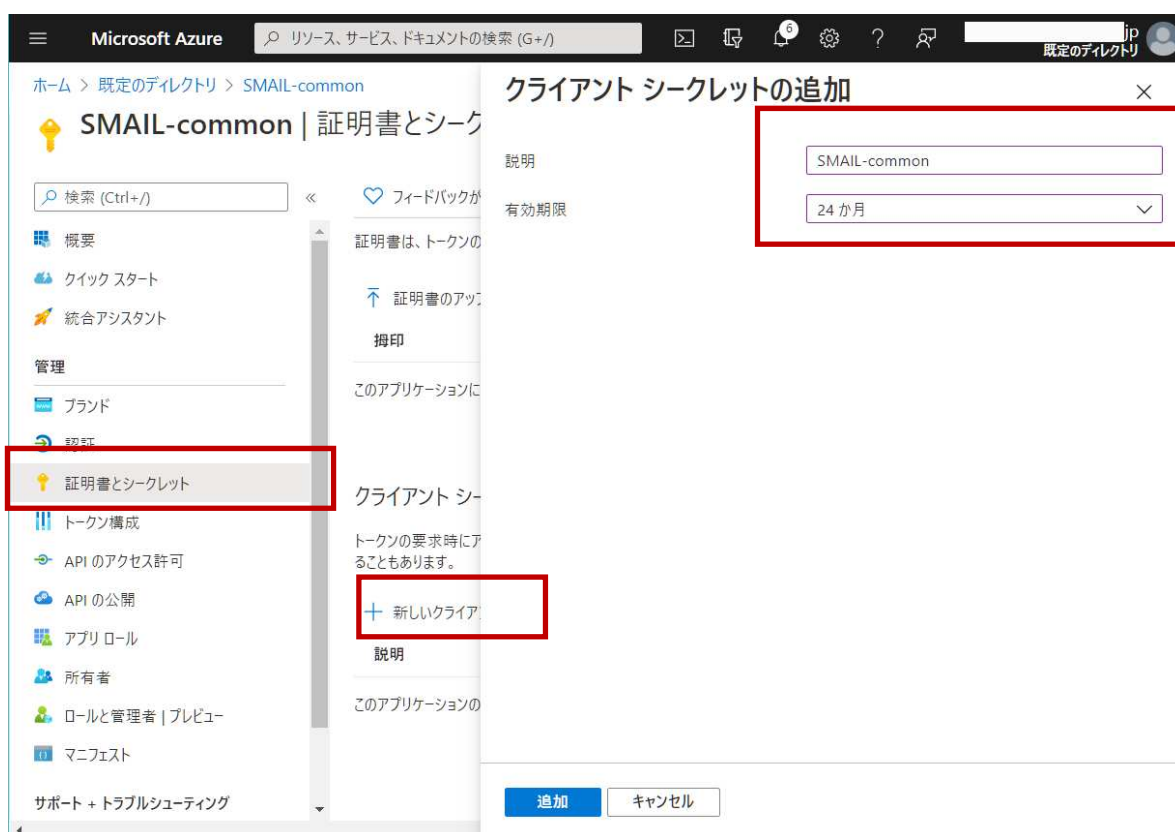 Microsoft Azure
リソース、サービス、ドキュメントの検索 (G+/)
6
jp
既定のディレクトリ
ホーム > 既定のディレクトリ > SMAIL-common
SMAIL-common | 証明書とシーク
検索 (Ctrl+/)
«
概要
クイック スタート
統合アシスタント
管理
ブランド
認証
証明書とシークレット
トークン構成
API のアクセス許可
API の公開
アプリ ロール
所有者
ロールと管理者 | プレビュー
マニフェスト
サポート + トラブルシューティング
フィードバックが
証明書は、トークンの
証明書のアップ
拇印
このアプリケーションに
クライアント シー
トークンの要求時にア
ることもあります。
新しいクライア
説明
このアプリケーションの
クライアント シークレットの追加
説明
SMAIL-common
有効期限
24 か月
追加
キャンセル